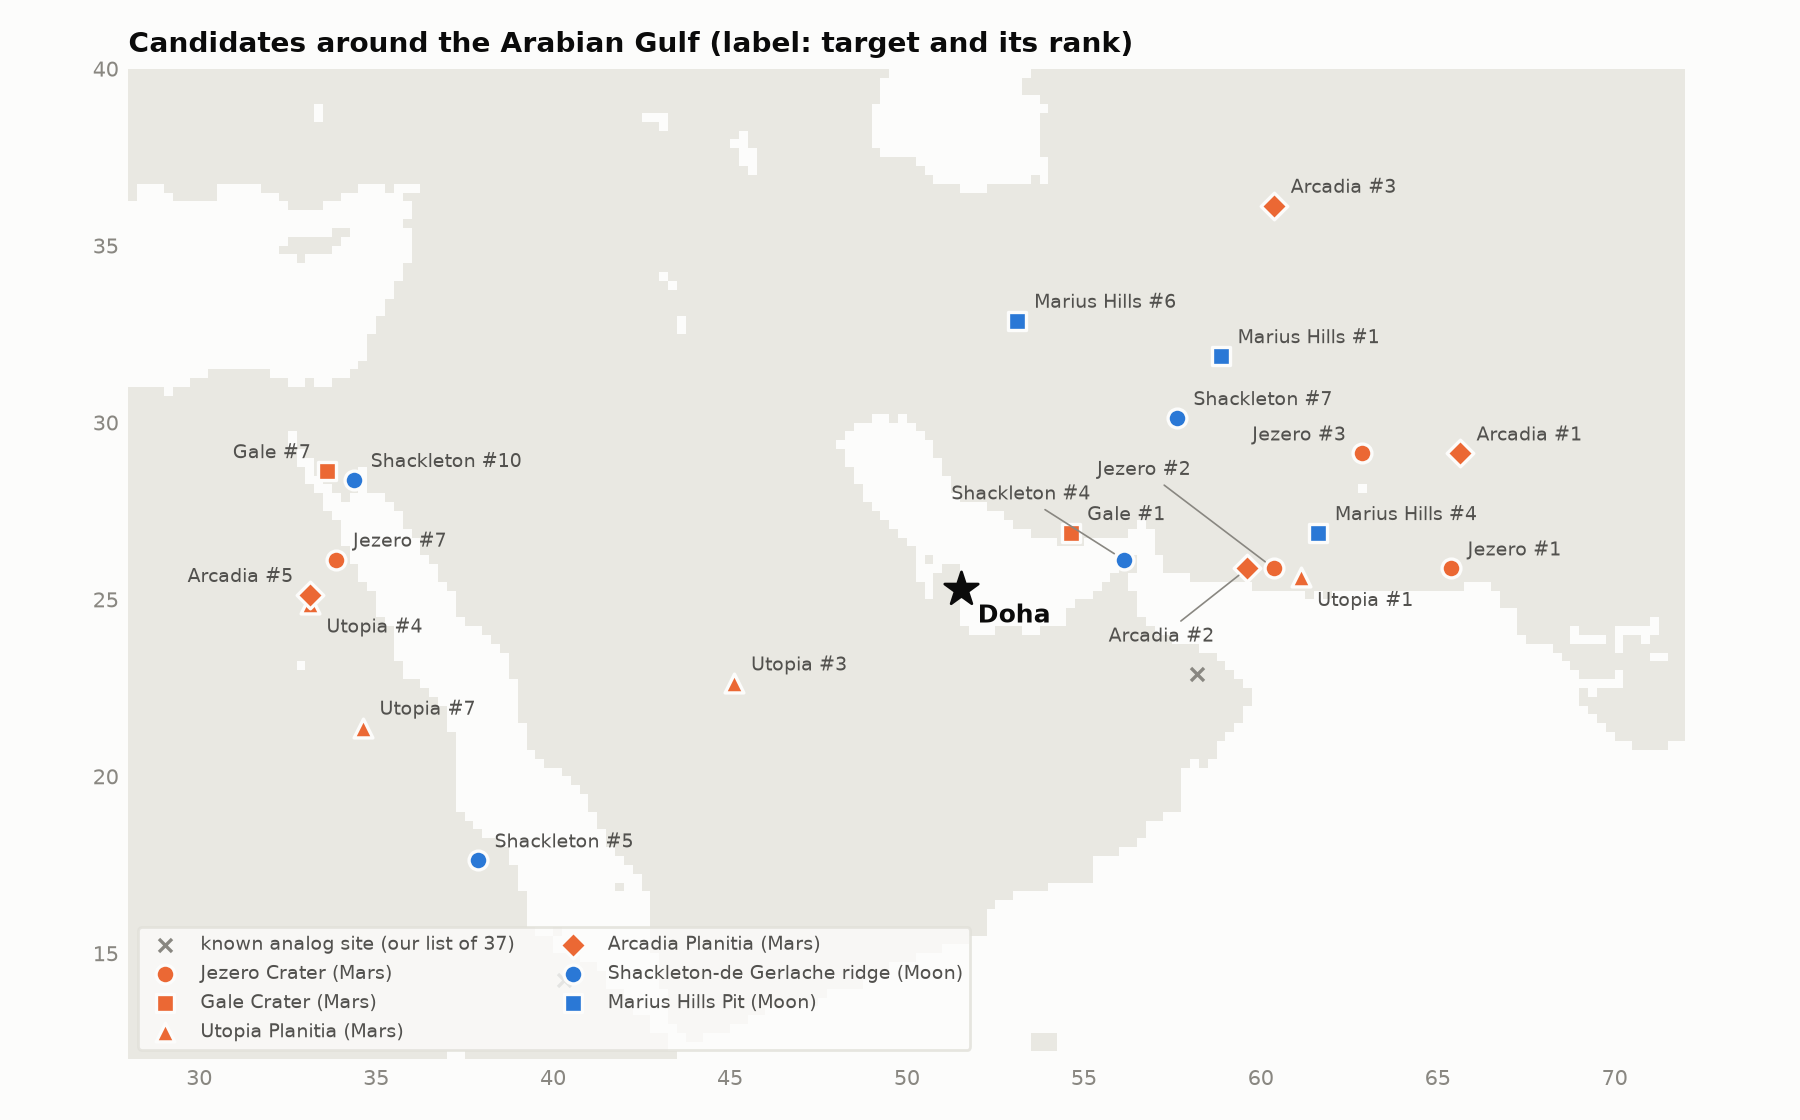 Candidates around the Arabian Gulf (label: target and its rank)
40
35
30
25
20
15
Arcadia #3
Marius Hills #6
Marius Hills #1
Shackleton #7
Jezero #3
Arcadia #1
Gale #7
Shackleton #10
Jezero #2
Shackleton #4
Gale #1
Marius Hills #4
Jezero #7
Jezero #1
Arcadia #5
Utopia #1
Doha
Utopia #4
Arcadia #2
Utopia #3
Utopia #7
Shackleton #5
known analog site (our list of 37)
Jezero Crater (Mars)
Gale Crater (Mars)
Utopia Planitia (Mars)
Arcadia Planitia (Mars)
Shackleton-de Gerlache ridge (Moon)
Marius Hills Pit (Moon)
30 35 40 45 50 55 60 65 70